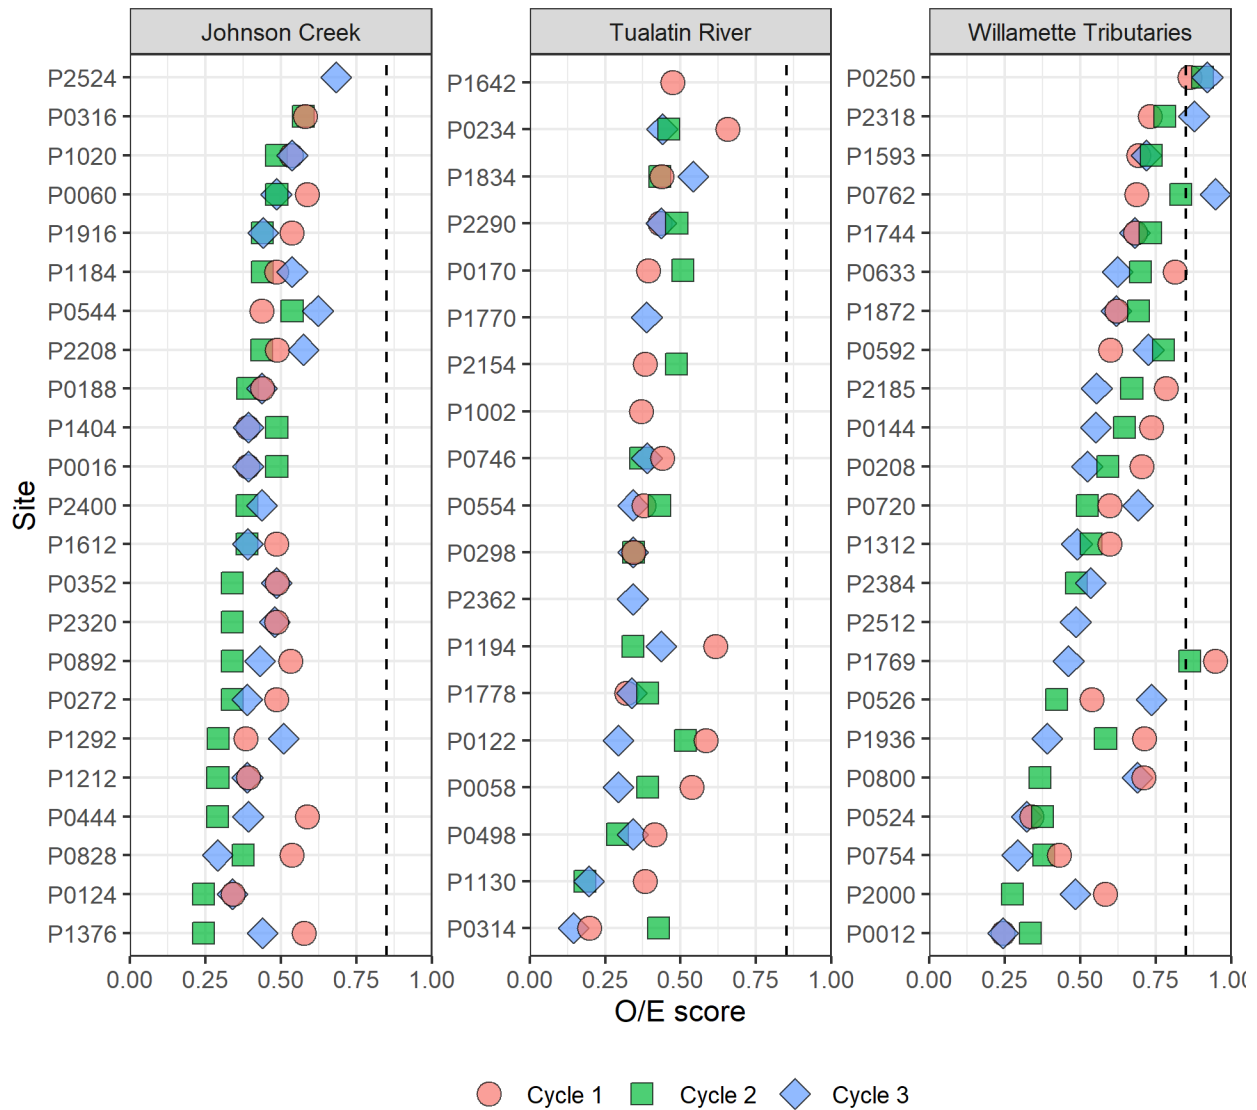 Johnson Creek
Tualatin River
Willamette Tributaries
Site
P2524
P0316
P1020
P0060
P1916
P1184
P0544
P2208
P0188
P1404
P0016
P2400
P1612
P0352
P2320
P0892
P0272
P1292
P1212
P0444
P0828
P0124
P1376
P1642
P0234
P1834
P2290
P0170
P1770
P2154
P1002
P0746
P0554
P0298
P2362
P1194
P1778
P0122
P0058
P0498
P1130
P0314
P0250
P2318
P1593
P0762
P1744
P0633
P1872
P0592
P2185
P0144
P0208
P0720
P1312
P2384
P2512
P1769
P0526
P1936
P0800
P0524
P0754
P2000
P0012
0.00 0.25 0.50 0.75 1.00
0.00 0.25 0.50 0.75 1.00
0.00 0.25 0.50 0.75 1.00
O/E score
Cycle 1 Cycle 2 Cycle 3